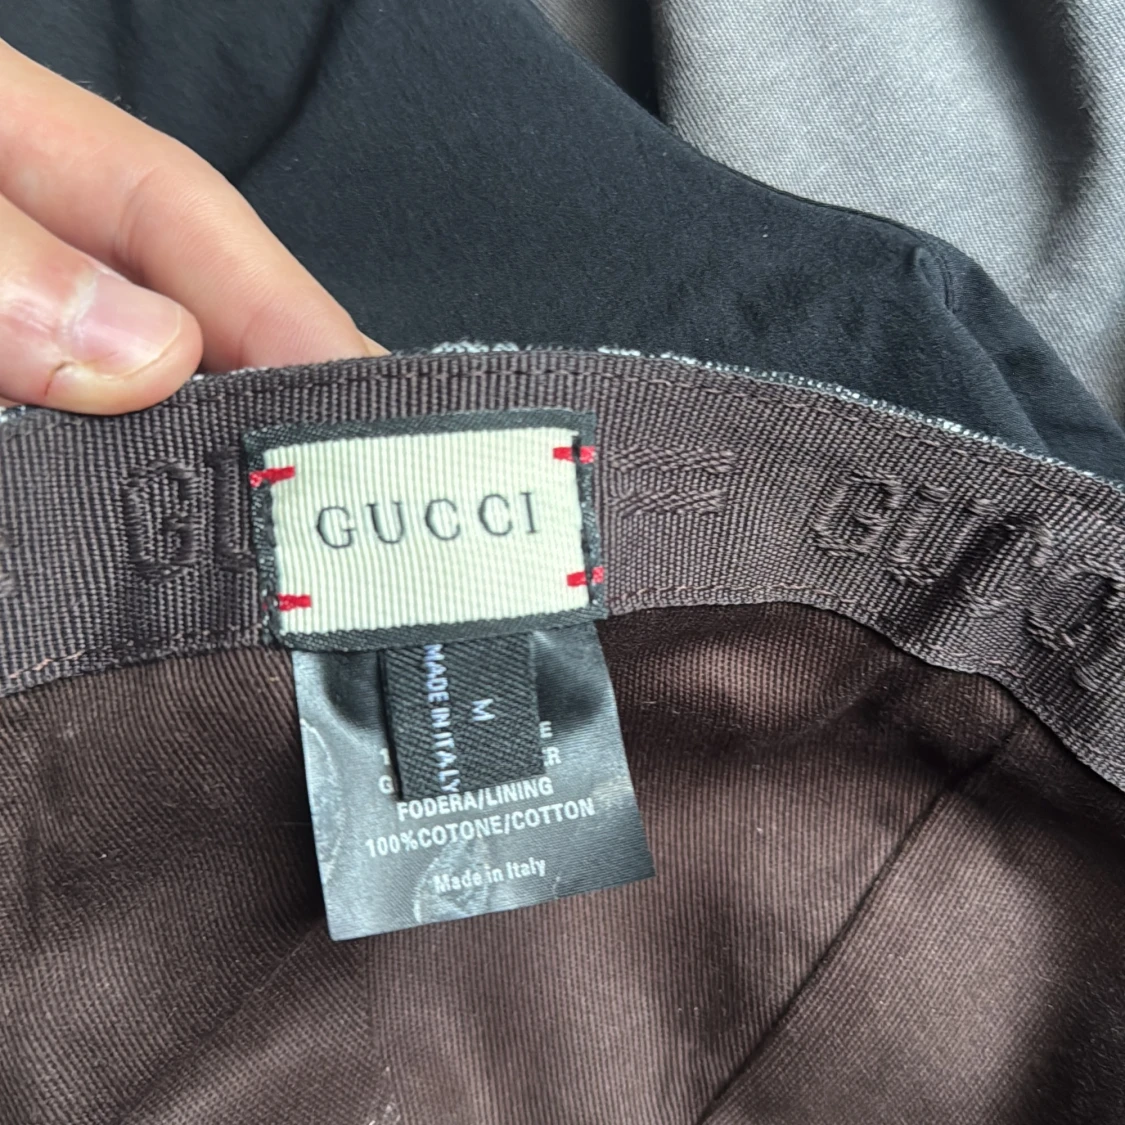 GUCCI
MADE IN ITALY
M
FODERA/LINING
100%COTONE/COTTON
Made in Italy